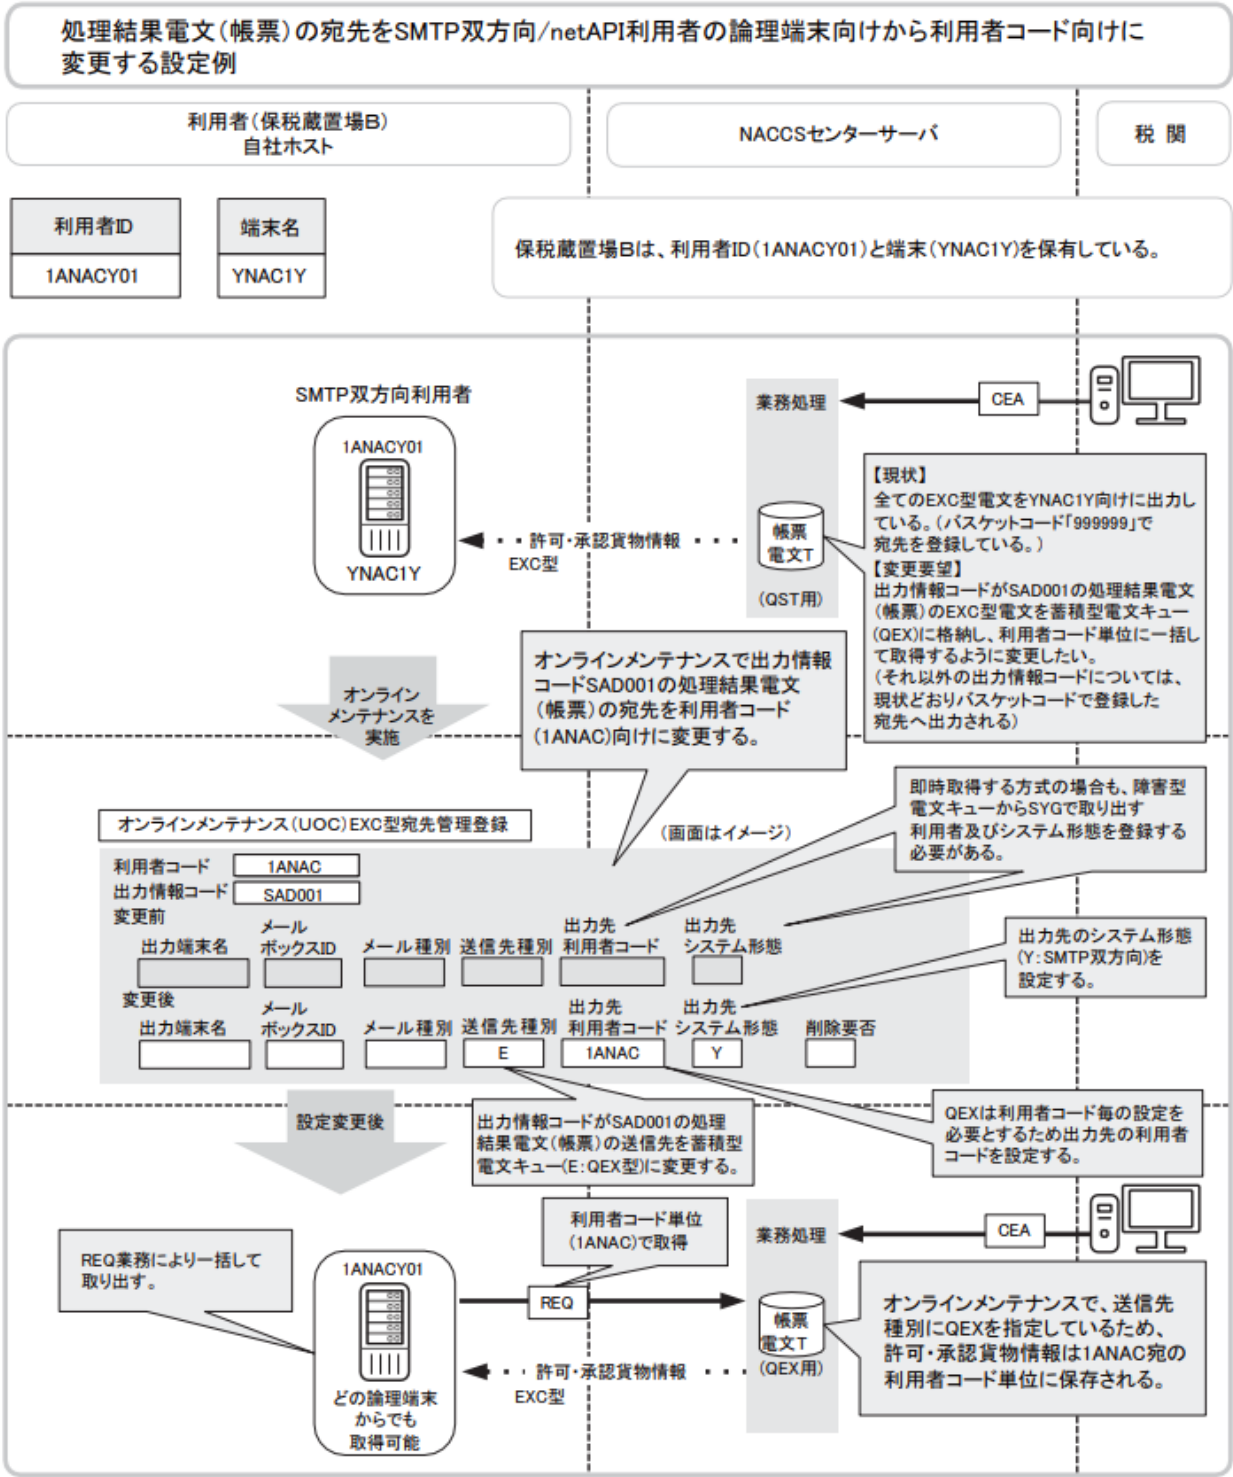 処理結果電文(帳票)の宛先をSMTP双方向/netAPI利用者の論理端末向けから利用者コード向けに
変更する設定例
利用者(保税蔵置場B)
自社ホスト
NACCSセンターサーバ
税 関
利用者ID
1ANACY01
端末名
YNAC1Y
保税蔵置場Bは、利用者ID(1ANACY01)と端末(YNAC1Y)を保有している。
SMTP双方向利用者
1ANACY01
YNAC1Y
業務処理
CEA
許可・承認貨物情報
EXC型
帳票
電文T
(QST用)
【現状】
全てのEXC型電文をYNAC1Y向けに出力し
ている。(バスケットコード「999999」で
宛先を登録している。)
【変更要望】
出力情報コードがSAD001の処理結果電文
(帳票)のEXC型電文を蓄積型電文キュー
(QEX)に格納し、利用者コード単位に一括し
て取得するように変更したい。
(それ以外の出力情報コードについては、
現状どおりバスケットコードで登録した
宛先へ出力される)
オンライン
メンテナンスを
実施
オンラインメンテナンスで出力情報
コードSAD001の処理結果電文
(帳票)の宛先を利用者コード
(1ANAC)向けに変更する。
オンラインメンテナンス(UOC)EXC型宛先管理登録
(画面はイメージ)
即時取得する方式の場合も、障害型
電文キューからSYGで取り出す
利用者及びシステム形態を登録する
必要がある。
利用者コード
1ANAC
出力情報コード
SAD001
変更前
出力端末名
メール
ボックスID
メール種別
送信先種別
出力先
利用者コード
出力先
システム形態
変更後
出力端末名
メール
ボックスID
メール種別
送信先種別
E
出力先
利用者コード
1ANAC
出力先
システム形態
Y
削除要否
出力先のシステム形態
(Y:SMTP双方向)を
設定する。
設定変更後
出力情報コードがSAD001の処理
結果電文(帳票)の送信先を蓄積型
電文キュー(E:QEX型)に変更する。
QEXは利用者コード毎の設定を
必要とするため出力先の利用者
コードを設定する。
利用者コード単位
(1ANAC)で取得
REQ業務により一括して
取り出す。
1ANACY01
どの論理端末
からでも
取得可能
REQ
業務処理
CEA
許可・承認貨物情報
EXC型
帳票
電文T
(QEX用)
オンラインメンテナンスで、送信先
種別にQEXを指定しているため、
許可・承認貨物情報は1ANAC宛の
利用者コード単位に保存される。